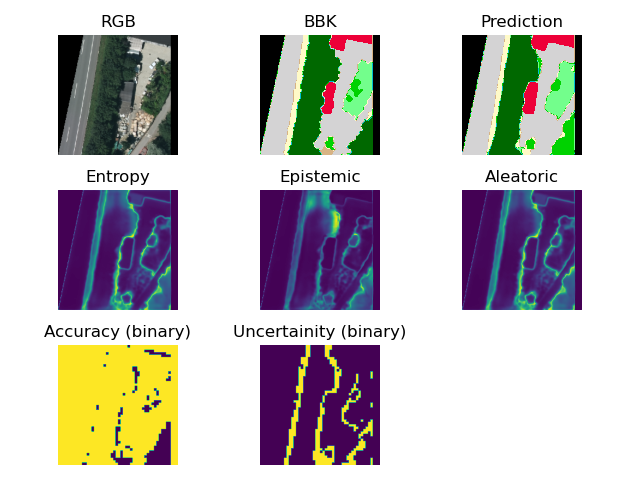 RGB
BBK
Prediction
Entropy
Epistemic
Aleatoric
Accuracy (binary)
Uncertainity (binary)